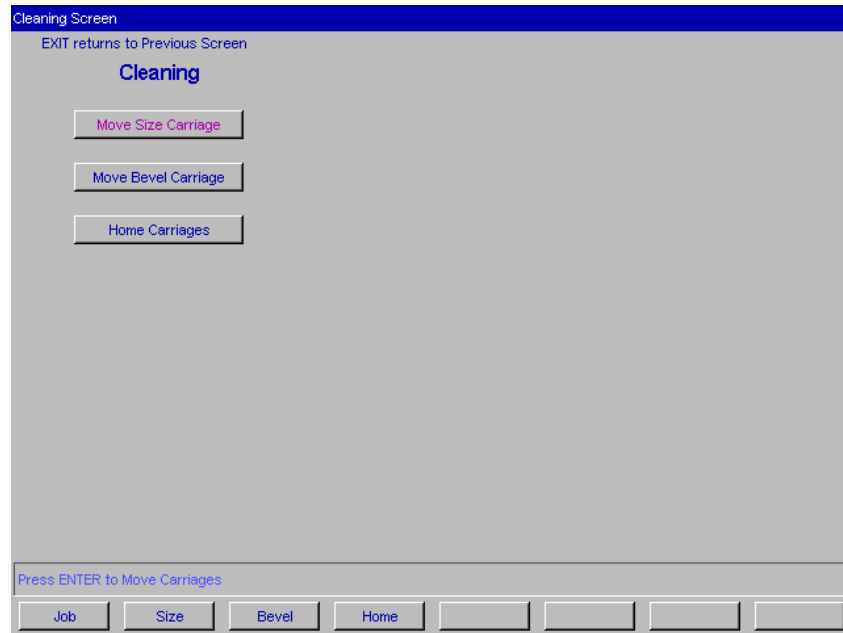 Cleaning Screen
EXIT returns to Previous Screen
Cleaning
Move Size Carriage
Move Bevel Carriage
Home Carriages
Press ENTER to Move Carriages
Job Size Bevel Home